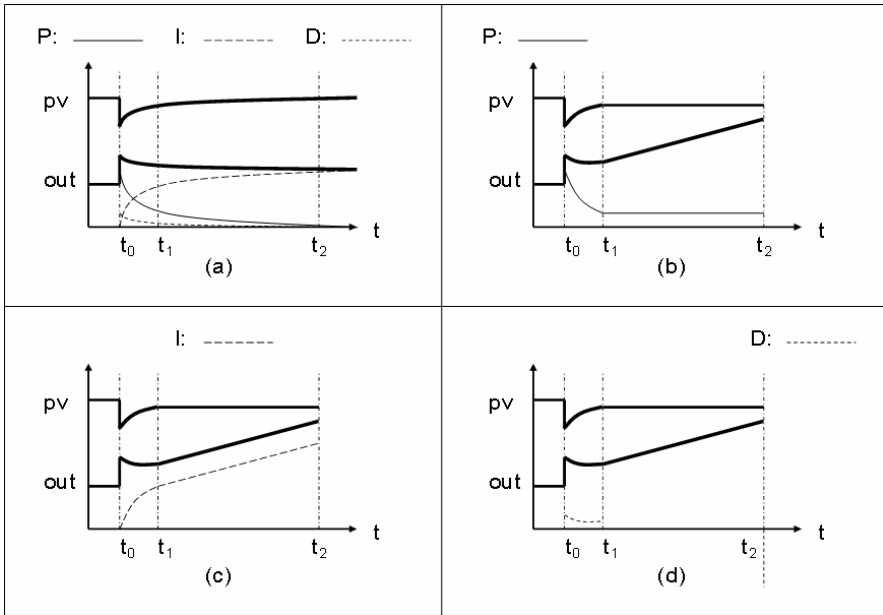 P: I: D:
pv
out
t
t0 t1 t2
(a)
P:
pv
out
t
t0 t1 t2
(b)
I:
pv
out
t
t0 t1 t2
(c)
D:
pv
out
t
t0 t1 t2
(d)